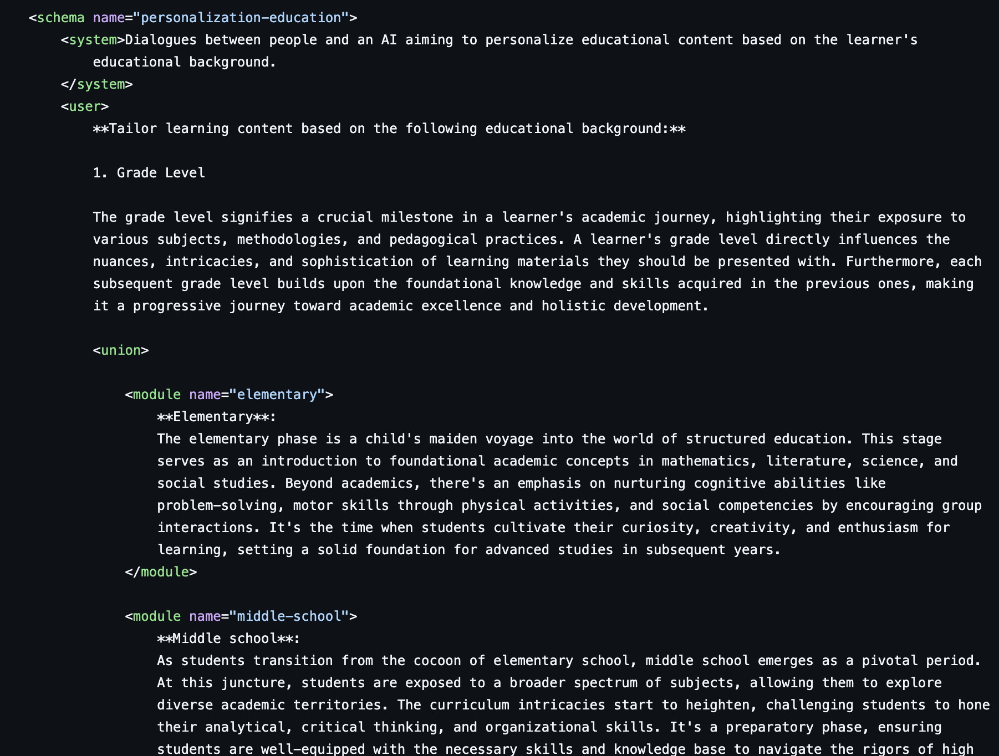 <schema name="personalization-education">
<system>Dialogues between people and an AI aiming to personalize educational content based on the learner's
educational background.
</system>
<user>
**Tailor learning content based on the following educational background:**
1. Grade Level
The grade level signifies a crucial milestone in a learner's academic journey, highlighting their exposure to
various subjects, methodologies, and pedagogical practices. A learner's grade level directly influences the
nuances, intricacies, and sophistication of learning materials they should be presented with. Furthermore, each
subsequent grade level builds upon the foundational knowledge and skills acquired in the previous ones, making
it a progressive journey toward academic excellence and holistic development.
<union>
<module name="elementary">
**Elementary**:
The elementary phase is a child's maiden voyage into the world of structured education. This stage
serves as an introduction to foundational academic concepts in mathematics, literature, science, and
social studies. Beyond academics, there's an emphasis on nurturing cognitive abilities like
problem-solving, motor skills through physical activities, and social competencies by encouraging group
interactions. It's the time when students cultivate their curiosity, creativity, and enthusiasm for
learning, setting a solid foundation for advanced studies in subsequent years.
</module>
<module name="middle-school">
**Middle school**:
As students transition from the cocoon of elementary school, middle school emerges as a pivotal period.
At this juncture, students are exposed to a broader spectrum of subjects, allowing them to explore
diverse academic territories. The curriculum intricacies start to heighten, challenging students to hone
their analytical, critical thinking, and organizational skills. It's a preparatory phase, ensuring
students are well-equipped with the necessary skills and knowledge base to navigate the rigors of high